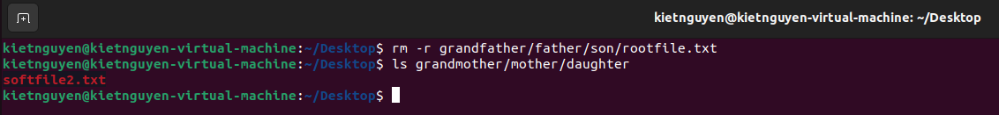 kietnguyen@kietnguyen-virtual-machine: ~/Desktop
kietnguyen@kietnguyen-virtual-machine:~/Desktop$ rm -r grandfather/father/son/rootfile.txt
kietnguyen@kietnguyen-virtual-machine:~/Desktop$ ls grandmother/mother/daughter
softfile2.txt
kietnguyen@kietnguyen-virtual-machine:~/Desktop$